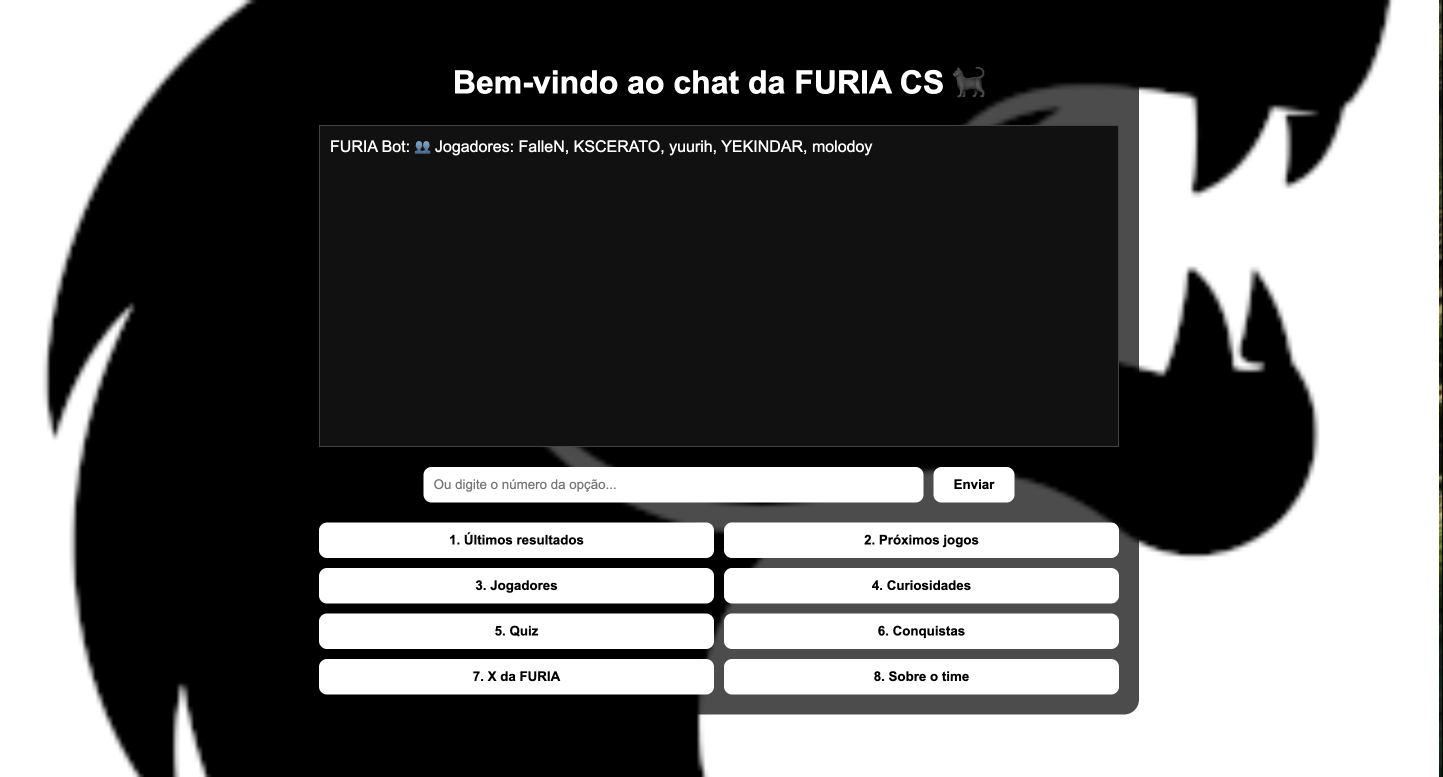 Bem-vindo ao chat da FURIA CS 🐈‍⬛
FURIA Bot: 👥 Jogadores: FalleN, KSCERATO, yuurih, YEKINDAR, molodoy
Ou digite o número da opção...
Enviar
1. Últimos resultados
2. Próximos jogos
3. Jogadores
4. Curiosidades
5. Quiz
6. Conquistas
7. X da FURIA
8. Sobre o time